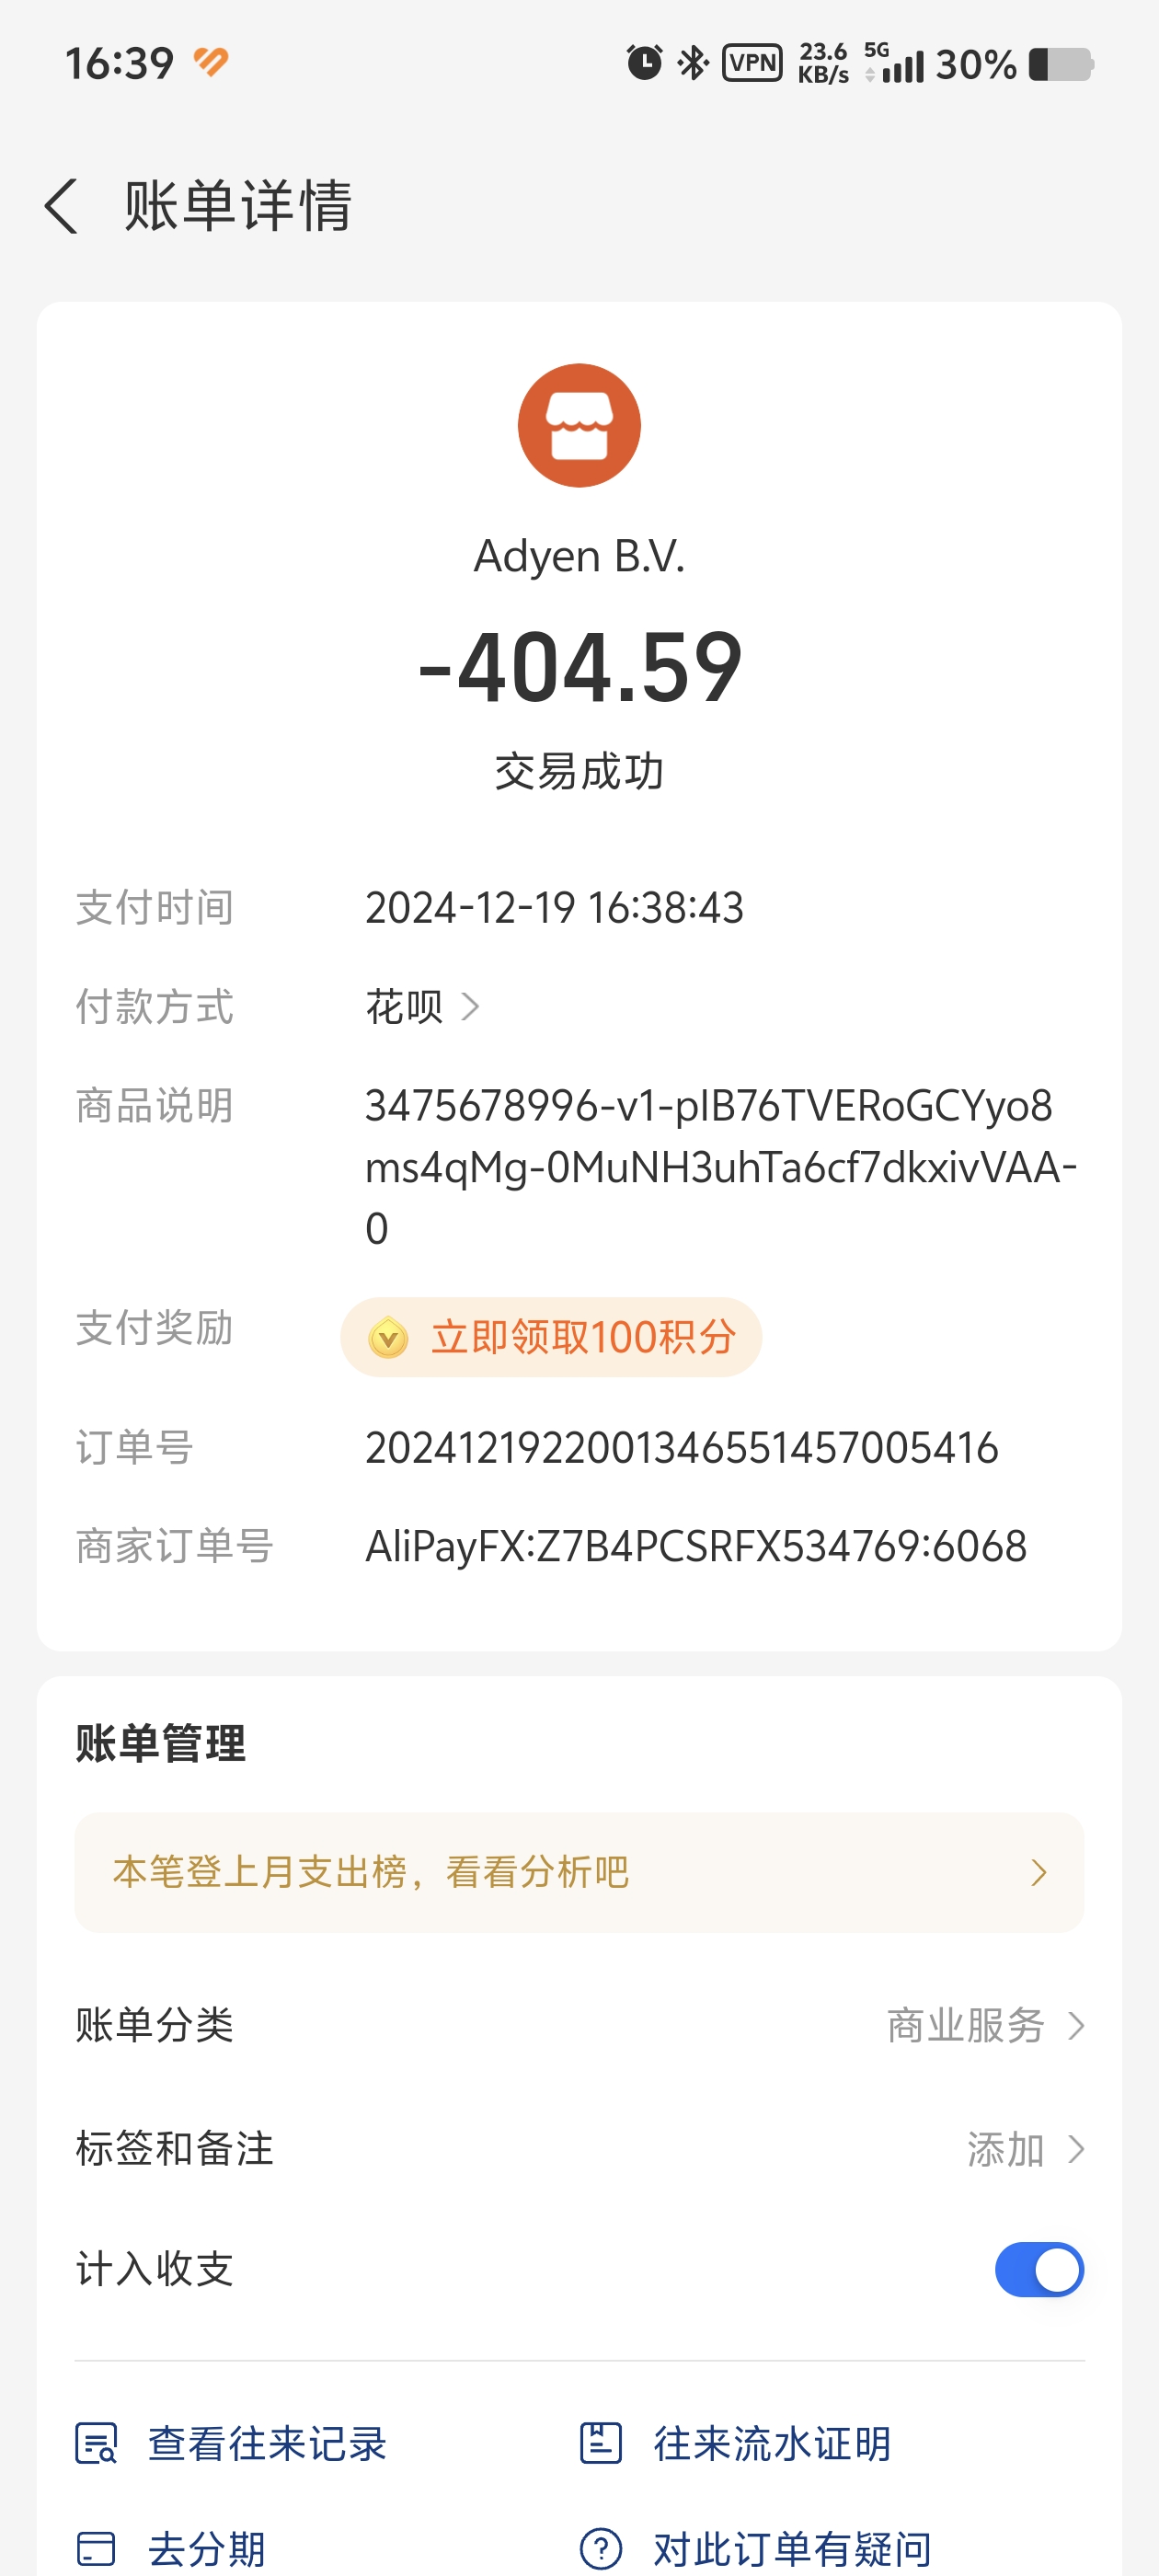 16:39 VPN 23.6 KB/s 5G 30%
账单详情
Adyen B.V.
-404.59
交易成功
支付时间 2024-12-19 16:38:43
付款方式 花呗
商品说明 3475678996-v1-pIB76TVERoGCYyo8
ms4qMg-0MuNH3uhTa6cf7dkxivVAA-
0
支付奖励 立即领取100积分
订单号 2024121922001346551457005416
商家订单号 AliPayFX:Z7B4PCSRFX534769:6068
账单管理
本笔登上月支出榜，看看分析吧
账单分类 商业服务
标签和备注 添加
计入收支
查看往来记录 往来流水证明
去分期 对此订单有疑问